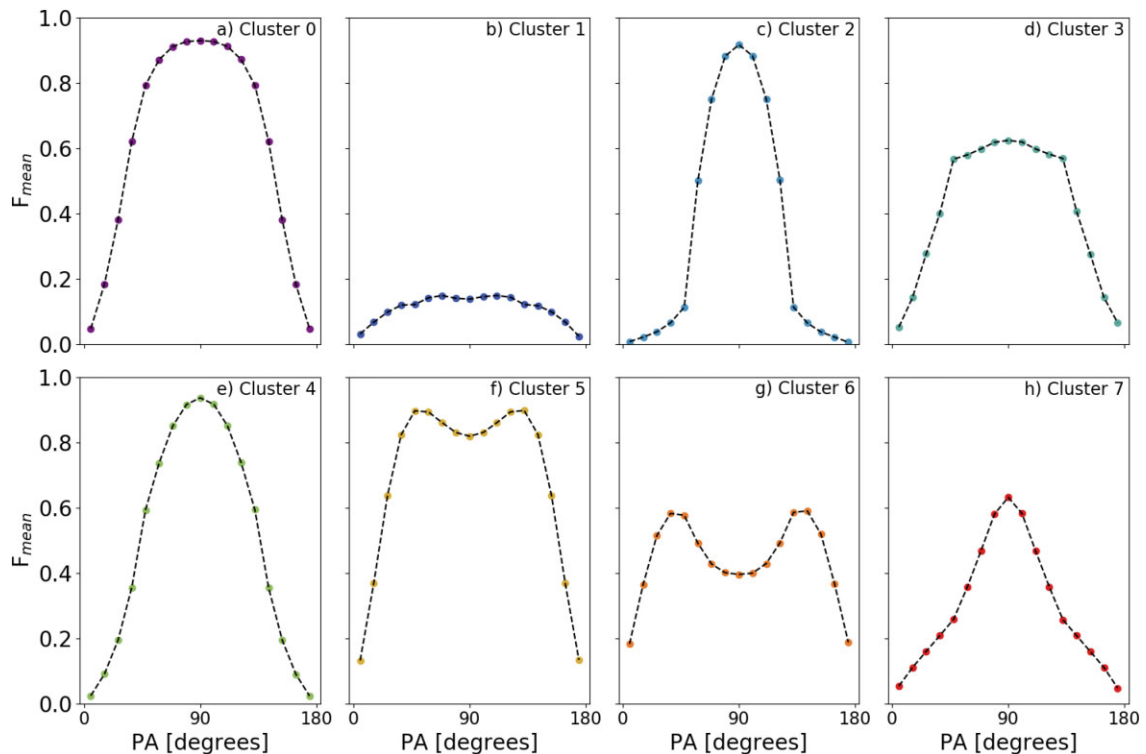 a) Cluster 0
b) Cluster 1
c) Cluster 2
d) Cluster 3
1.0
0.8
0.6
0.4
0.2
0.0
F_mean
e) Cluster 4
f) Cluster 5
g) Cluster 6
h) Cluster 7
1.0
0.8
0.6
0.4
0.2
0.0
F_mean
0 90 180
0 90 180
0 90 180
0 90 180
PA [degrees]
PA [degrees]
PA [degrees]
PA [degrees]